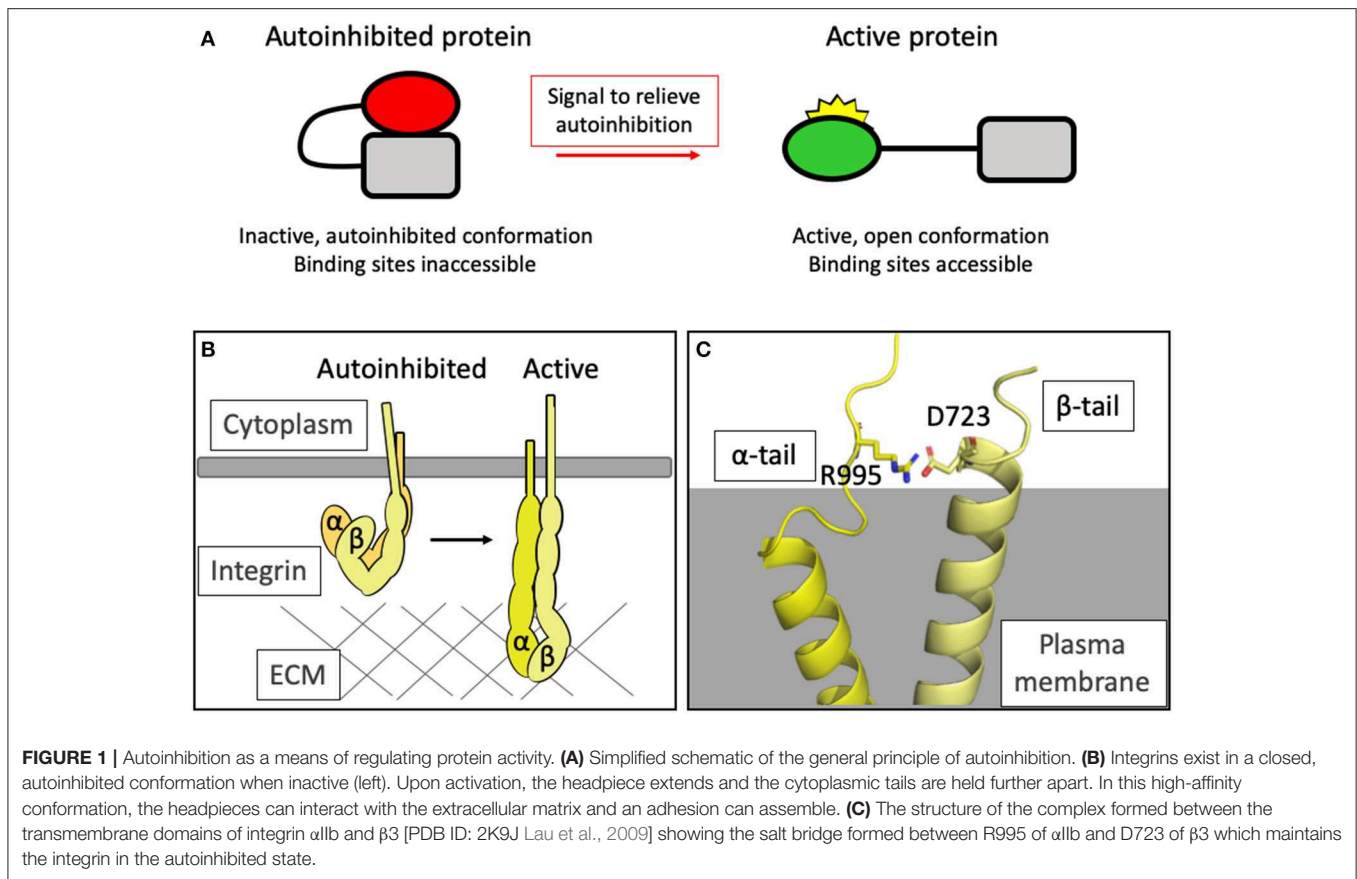 A
Autoinhibited protein
Active protein
Signal to relieve
autoinhibition
Inactive, autoinhibited conformation
Binding sites inaccessible
Active, open conformation
Binding sites accessible
B
Autoinhibited
Active
Cytoplasm
α
β
Integrin
α
β
ECM
C
D723
β-tail
α-tail
R995
Plasma
membrane
FIGURE 1 | Autoinhibition as a means of regulating protein activity. (A) Simplified schematic of the general principle of autoinhibition. (B) Integrins exist in a closed,
autoinhibited conformation when inactive (left). Upon activation, the headpiece extends and the cytoplasmic tails are held further apart. In this high-affinity
conformation, the headpieces can interact with the extracellular matrix and an adhesion can assemble. (C) The structure of the complex formed between the
transmembrane domains of integrin αIIb and β3 [PDB ID: 2K9J Lau et al., 2009] showing the salt bridge formed between R995 of αIIb and D723 of β3 which maintains
the integrin in the autoinhibited state.